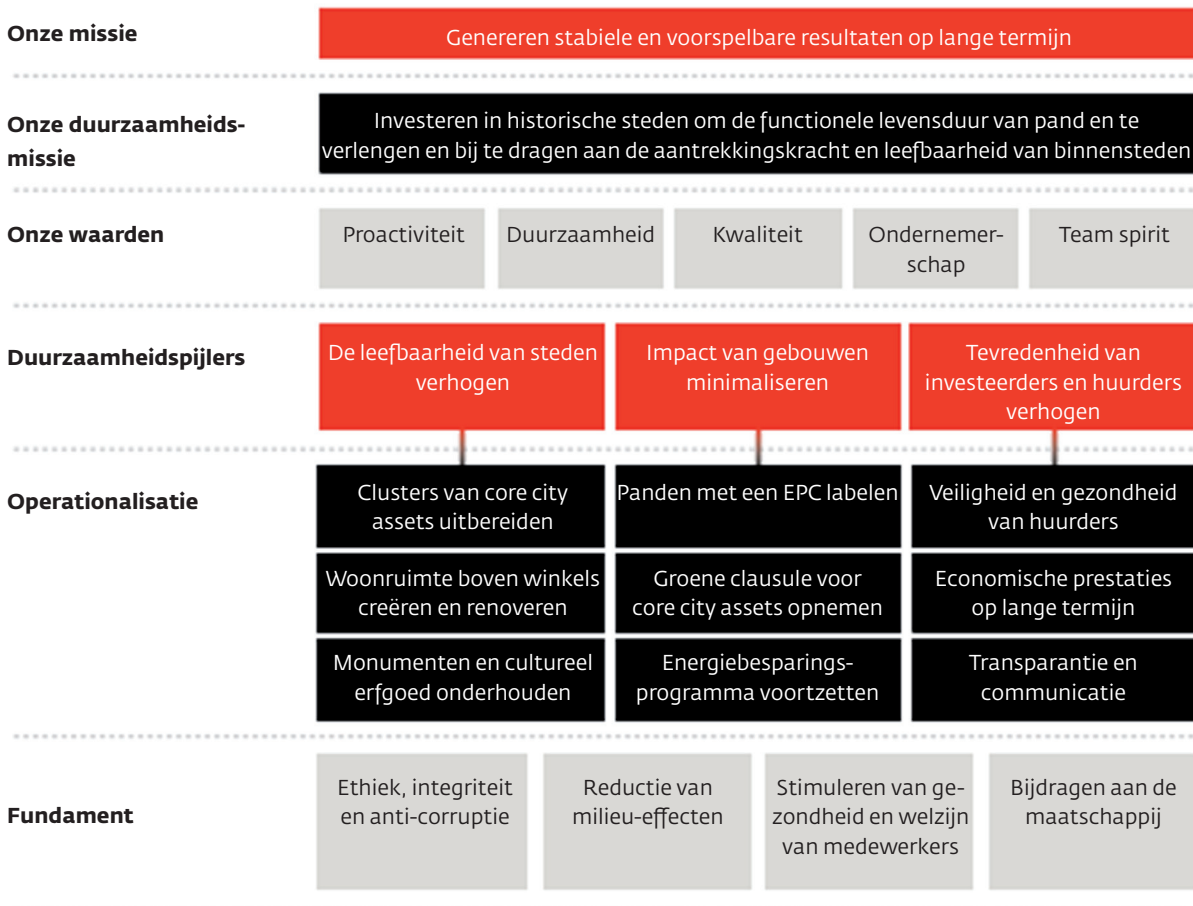 Onze missie
Genereren stabiele en voorspelbare resultaten op lange termijn
Onze duurzaamheids-
missie
Investeren in historische steden om de functionele levensduur van pand en te
verlengen en bij te dragen aan de aantrekkingskracht en leefbaarheid van binnensteden
Onze waarden
Proactiviteit
Duurzaamheid
Kwaliteit
Ondernemer-
schap
Team spirit
Duurzaamheidspijlers
De leefbaarheid van steden
verhogen
Impact van gebouwen
minimaliseren
Tevredenheid van
investeerders en huurders
verhogen
Operationalisatie
Clusters van core city
assets uitbereiden
Panden met een EPC labelen
Veiligheid en gezondheid
van huurders
Woonruimte boven winkels
creëren en renoveren
Groene clausule voor
core city assets opnemen
Economische prestaties
op lange termijn
Monumenten en cultureel
erfgoed onderhouden
Energiebesparings-
programma voortzetten
Transparantie en
communicatie
Fundament
Ethiek, integriteit
en anti-corruptie
Reductie van
milieu-effecten
Stimuleren van ge-
zondheid en welzijn
van medewerkers
Bijdragen aan de
maatschappij